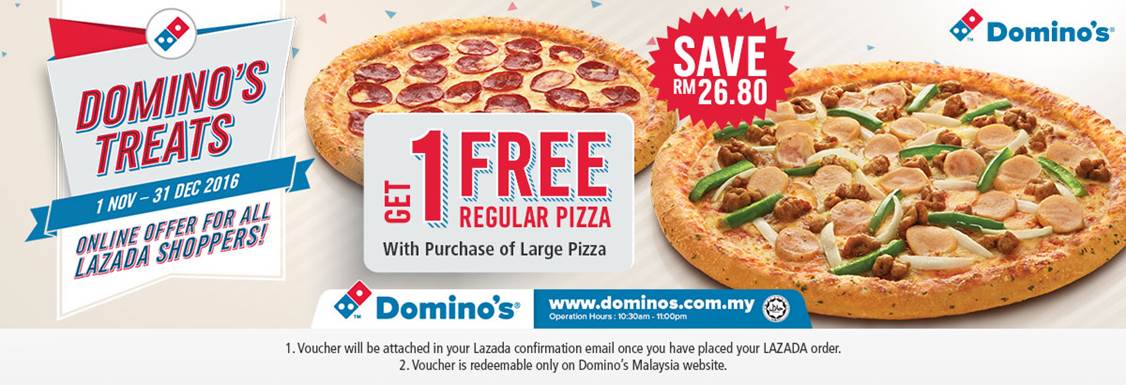 DOMINO'S
TREATS
1 NOV – 31 DEC 2016
ONLINE OFFER FOR ALL
LAZADA SHOPPERS!
SAVE
RM 26.80
Domino's®
GET 1 FREE
REGULAR PIZZA
With Purchase of Large Pizza
Domino's®
www.dominos.com.my
Operation Hours : 10:30am - 11:00pm
1. Voucher will be attached in your Lazada confirmation email once you have placed your LAZADA order.
2. Voucher is redeemable only on Domino's Malaysia website.